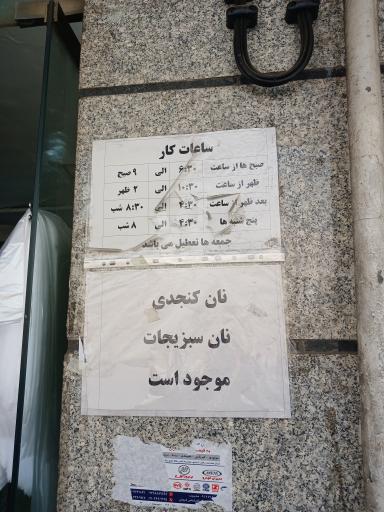 ساعات کار
صبح ها از ساعت ۶:۳۰ الی ۹ صبح
ظهر از ساعت ۱۰:۳۰ الی ۲ ظهر
بعد ظهر از ساعت ۴:۳۰ الی ۸:۳۰ شب
پنج شنبه ها ۴:۳۰ الی ۸ شب
جمعه ها تعطیل می باشد
نان کنجدی
نان سبزیجات
موجود است